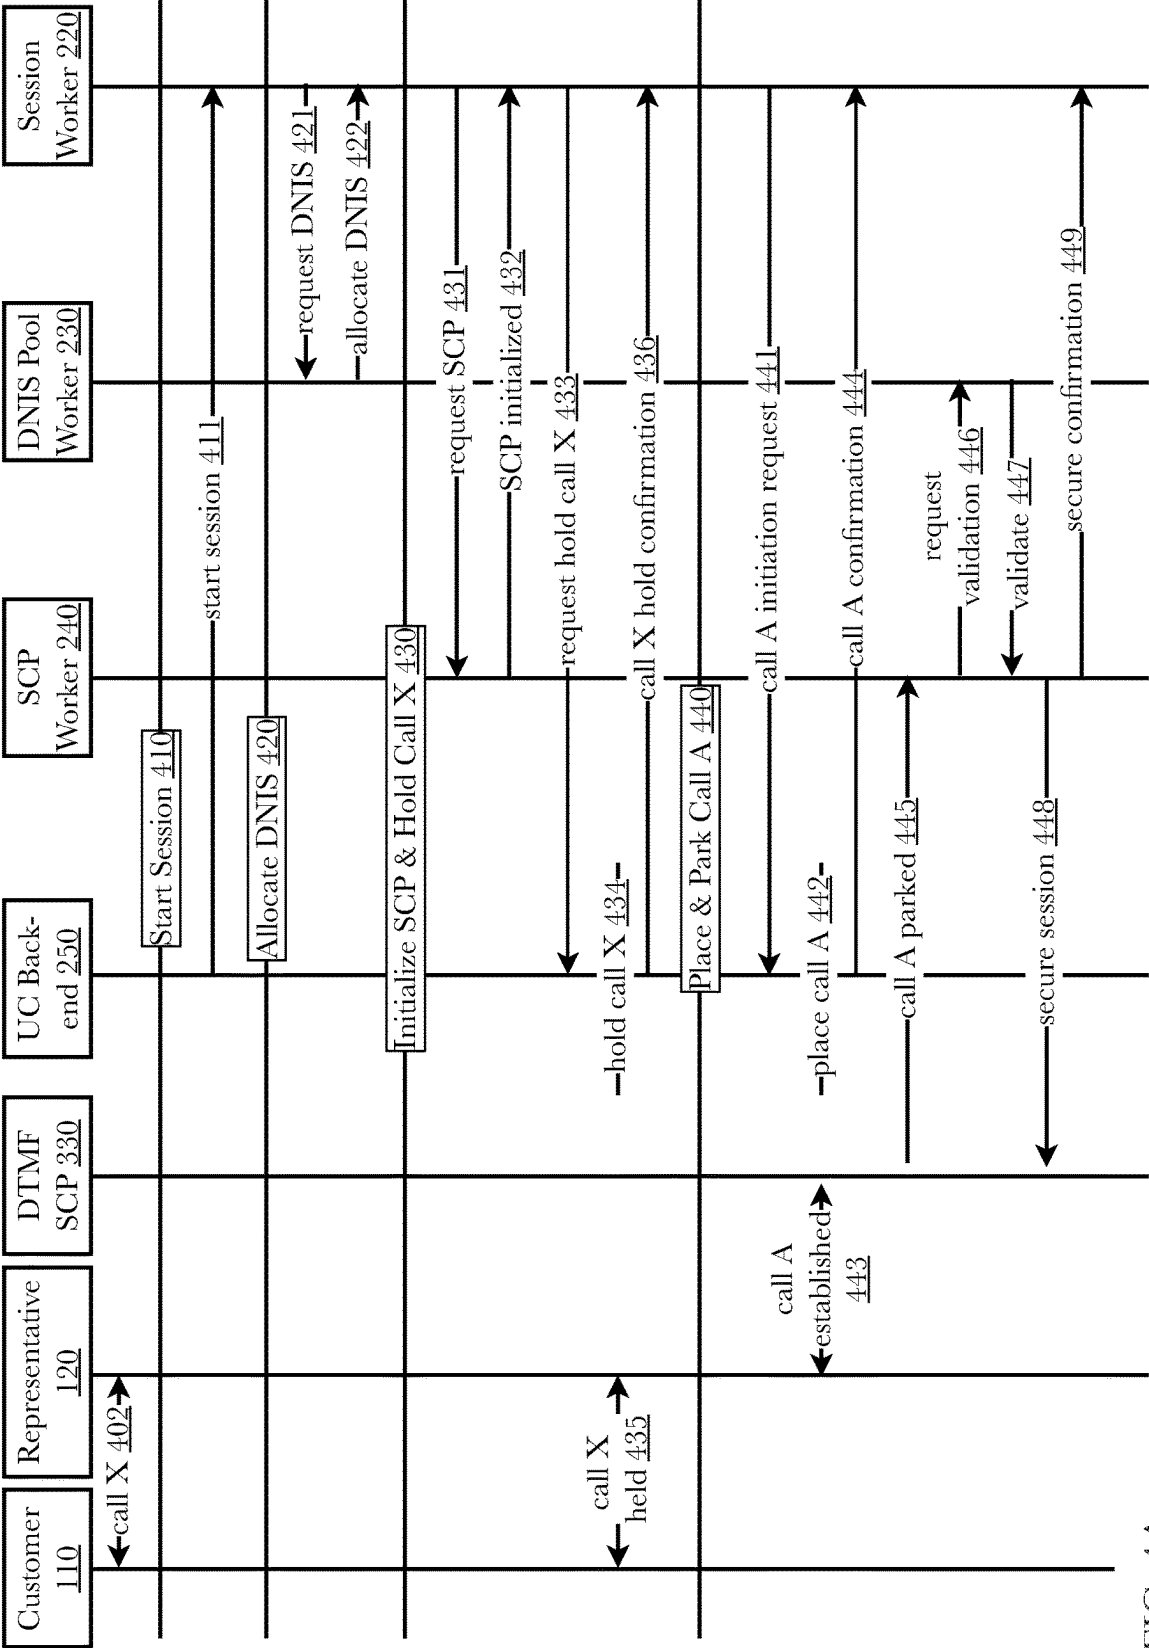 Customer
110
Representative
120
DTMF
SCP 330
UC Back-
end 250
SCP
Worker 240
DNIS Pool
Worker 230
Session
Worker 220
call X 402
Start Session 410
start session 411
Allocate DNIS 420
request DNIS 421
allocate DNIS 422
Initialize SCP & Hold Call X 430
request SCP 431
SCP initialized 432
request hold call X 433
call X
held 435
hold call X 434
call X hold confirmation 436
Place & Park Call A 440
call A initiation request 441
call A
established
443
place call A 442
call A confirmation 444
call A parked 445
request
validation 446
validate 447
secure session 448
secure confirmation 449